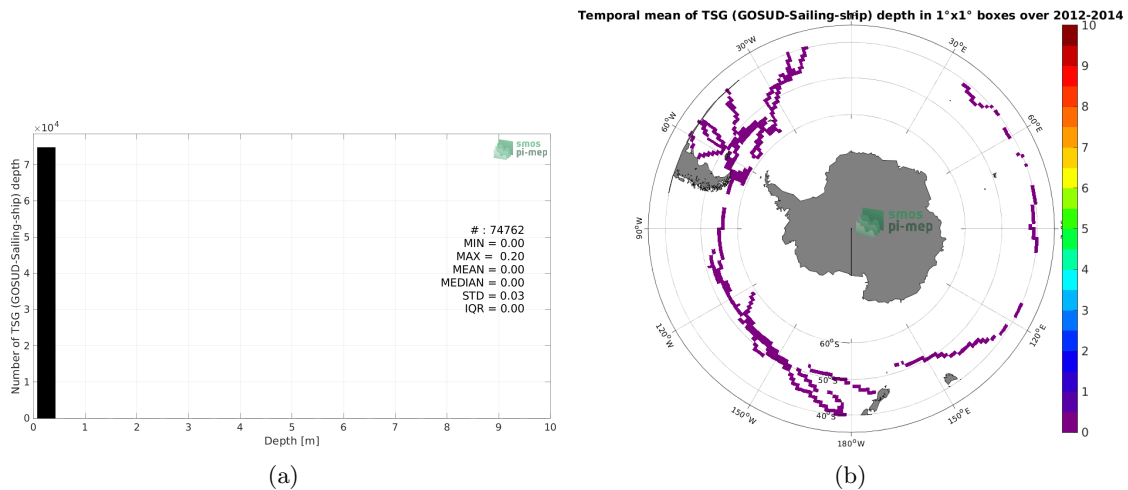 ×10⁴
Number of TSG (GOSUD-Sailing-ship) depth
7
6
5
4
3
2
1
0
0 1 2 3 4 5 6 7 8 9 10
Depth [m]
smos
pi-mep
# : 74762
MIN = 0.00
MAX = 0.20
MEAN = 0.00
MEDIAN = 0.00
STD = 0.03
IQR = 0.00
(a)
Temporal mean of TSG (GOSUD-Sailing-ship) depth in 1°x1° boxes over 2012-2014
30°W
30°E
60°W
60°E
90°W
120°W
120°E
150°W
150°E
180°W
60°S
50°S
40°S
smos
pi-mep
10
9
8
7
6
5
4
3
2
1
0
(b)